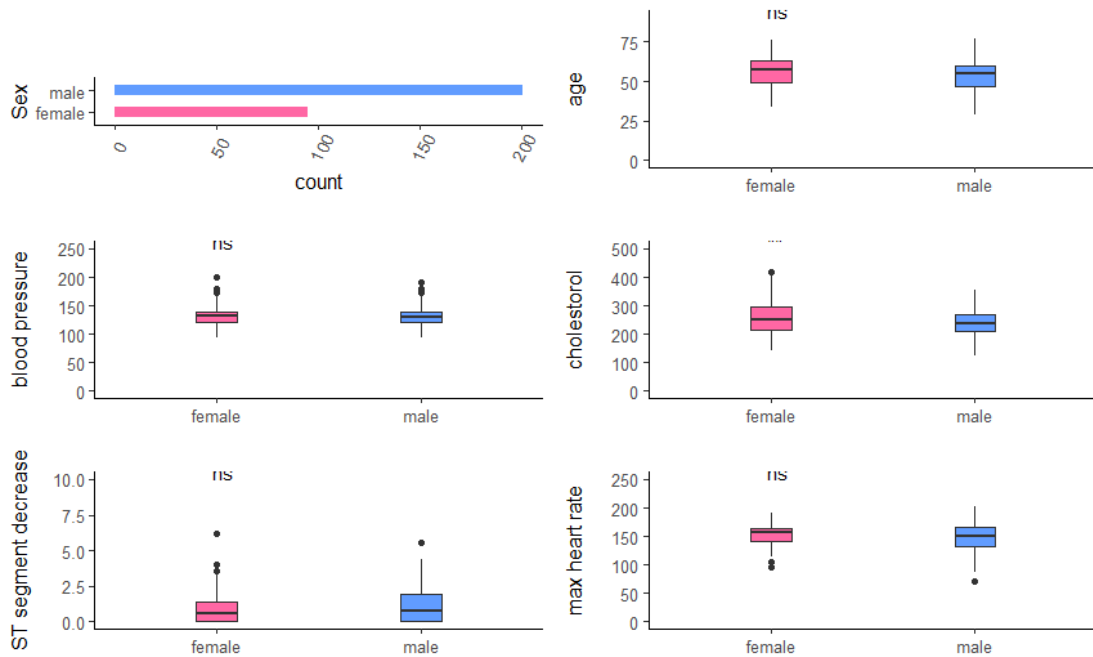 Sex
male
female
0 50 100 150 200
count
ns
age
75
50
25
0
female male
ns
blood pressure
250
200
150
100
50
0
female male
cholestorol
500
400
300
200
100
0
female male
ns
ST segment decrease
10.0
7.5
5.0
2.5
0.0
female male
ns
max heart rate
250
200
150
100
50
0
female male